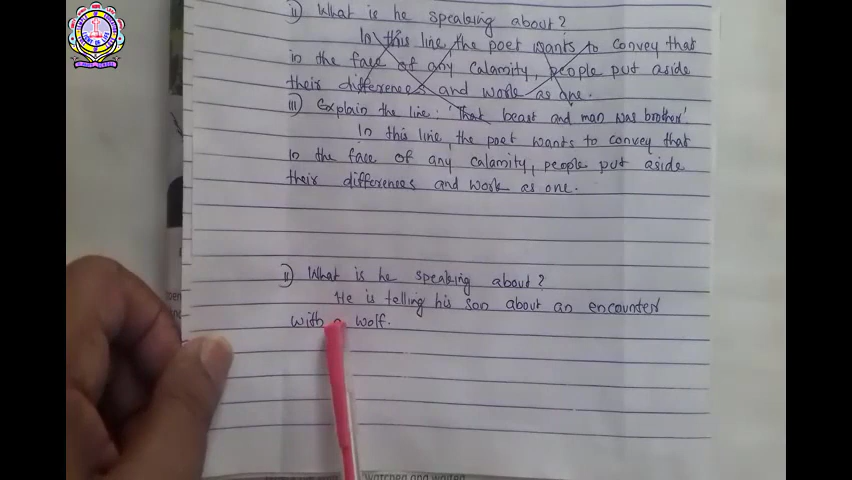 ii) What is he speaking about?
In this line, the poet wants to convey that
in the face of any calamity, people put aside
their differences and work as one.
iii) Explain the line: 'That beast and man was brother'.
In this line, the poet wants to convey that
in the face of any calamity, people put aside
their differences and work as one.
ii) What is he speaking about?
He is telling his son about an encounter
with a wolf.
watched and waited